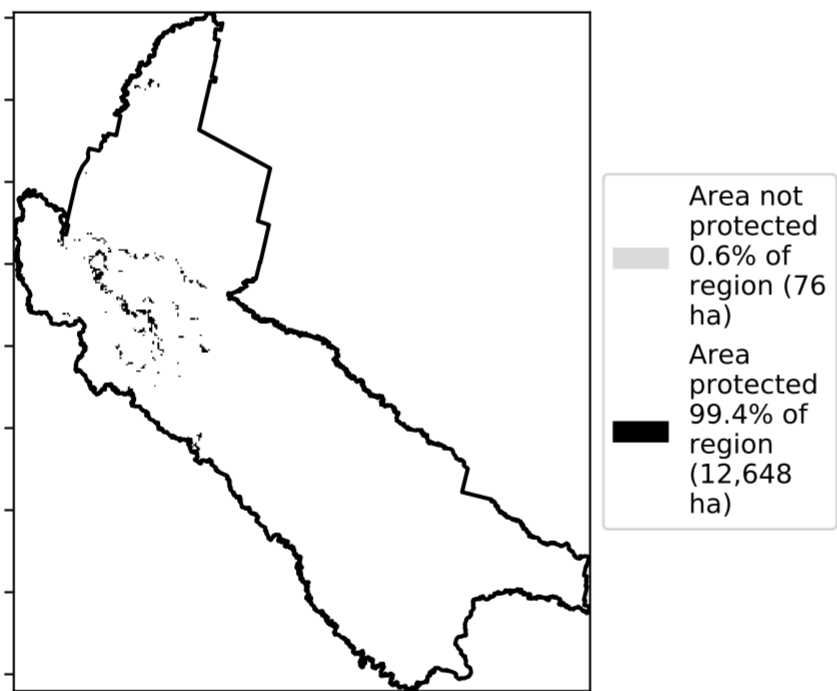 Area not
protected
0.6% of
region (76
ha)
Area
protected
99.4% of
region
(12,648
ha)